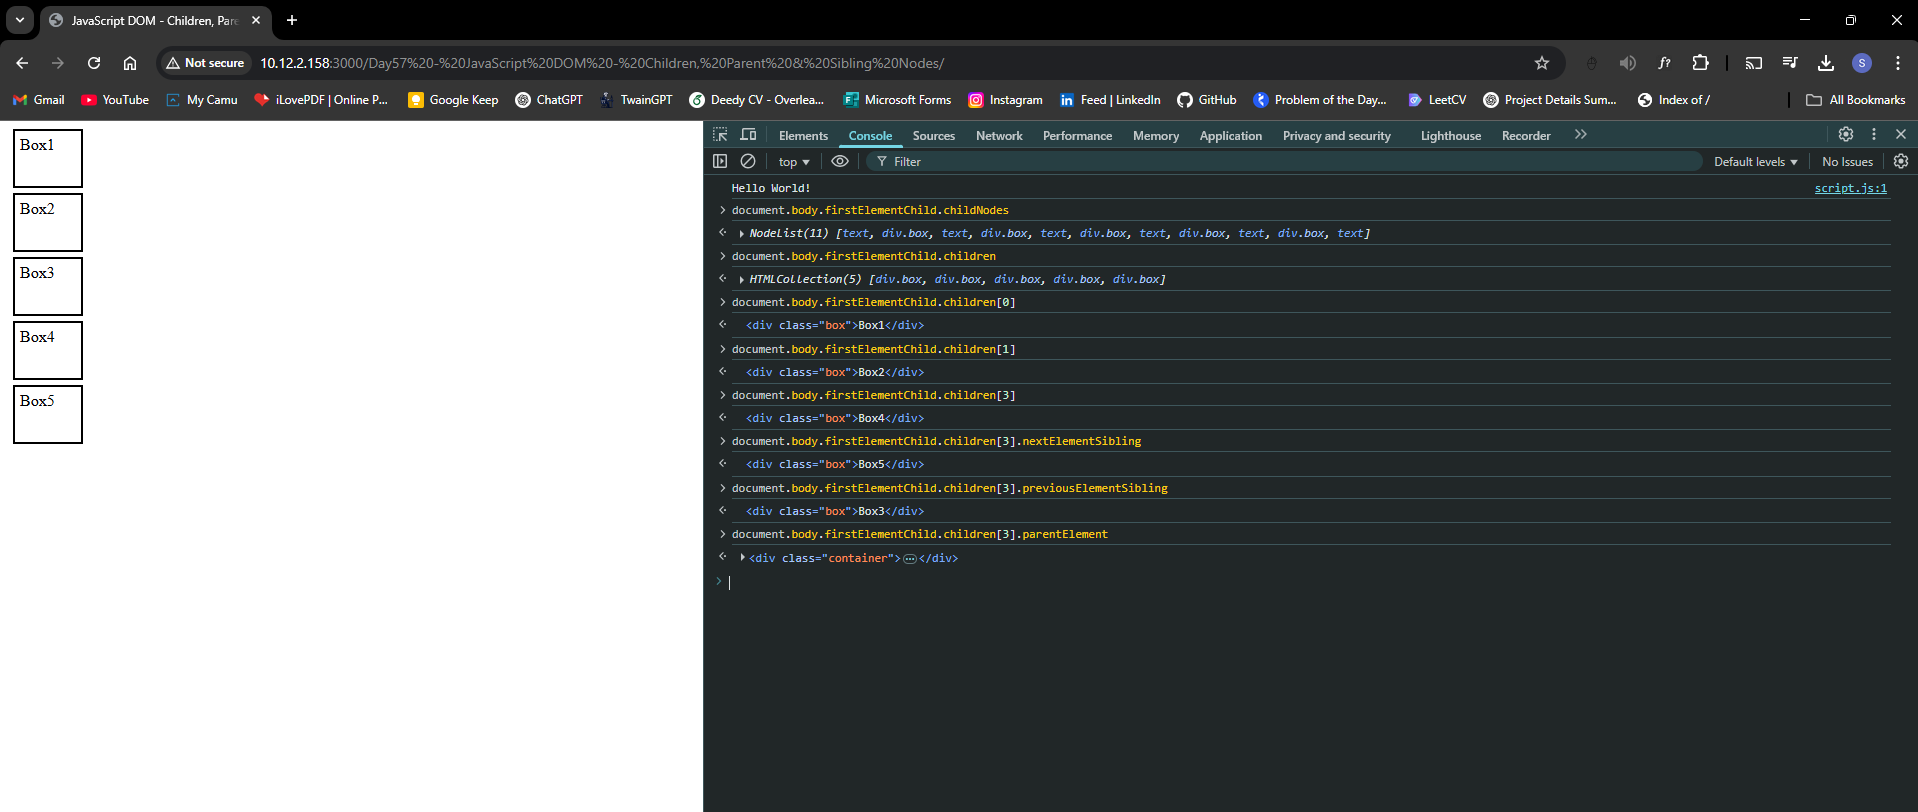 JavaScript DOM - Children, Pare
Not secure 10.12.2.158:3000/Day57%20-%20JavaScript%20DOM%20-%20Children,%20Parent%20&%20Sibling%20Nodes/ f? S
Gmail YouTube My Camu iLovePDF | Online P... Google Keep ChatGPT TwainGPT Deedy CV - Overlea... Microsoft Forms Instagram Feed | LinkedIn GitHub Problem of the Day... LeetCV Project Details Summ... Index of / All Bookmarks
Box1
Box2
Box3
Box4
Box5
Elements Console Sources Network Performance Memory Application Privacy and security Lighthouse Recorder
top Filter Default levels No Issues
Hello World! script.js:1
document.body.firstElementChild.childNodes
NodeList(11) [text, div.box, text, div.box, text, div.box, text, div.box, text, div.box, text]
document.body.firstElementChild.children
HTMLCollection(5) [div.box, div.box, div.box, div.box, div.box]
document.body.firstElementChild.children[0]
<div class="box">Box1</div>
document.body.firstElementChild.children[1]
<div class="box">Box2</div>
document.body.firstElementChild.children[3]
<div class="box">Box4</div>
document.body.firstElementChild.children[3].nextElementSibling
<div class="box">Box5</div>
document.body.firstElementChild.children[3].previousElementSibling
<div class="box">Box3</div>
document.body.firstElementChild.children[3].parentElement
<div class="container">…</div>